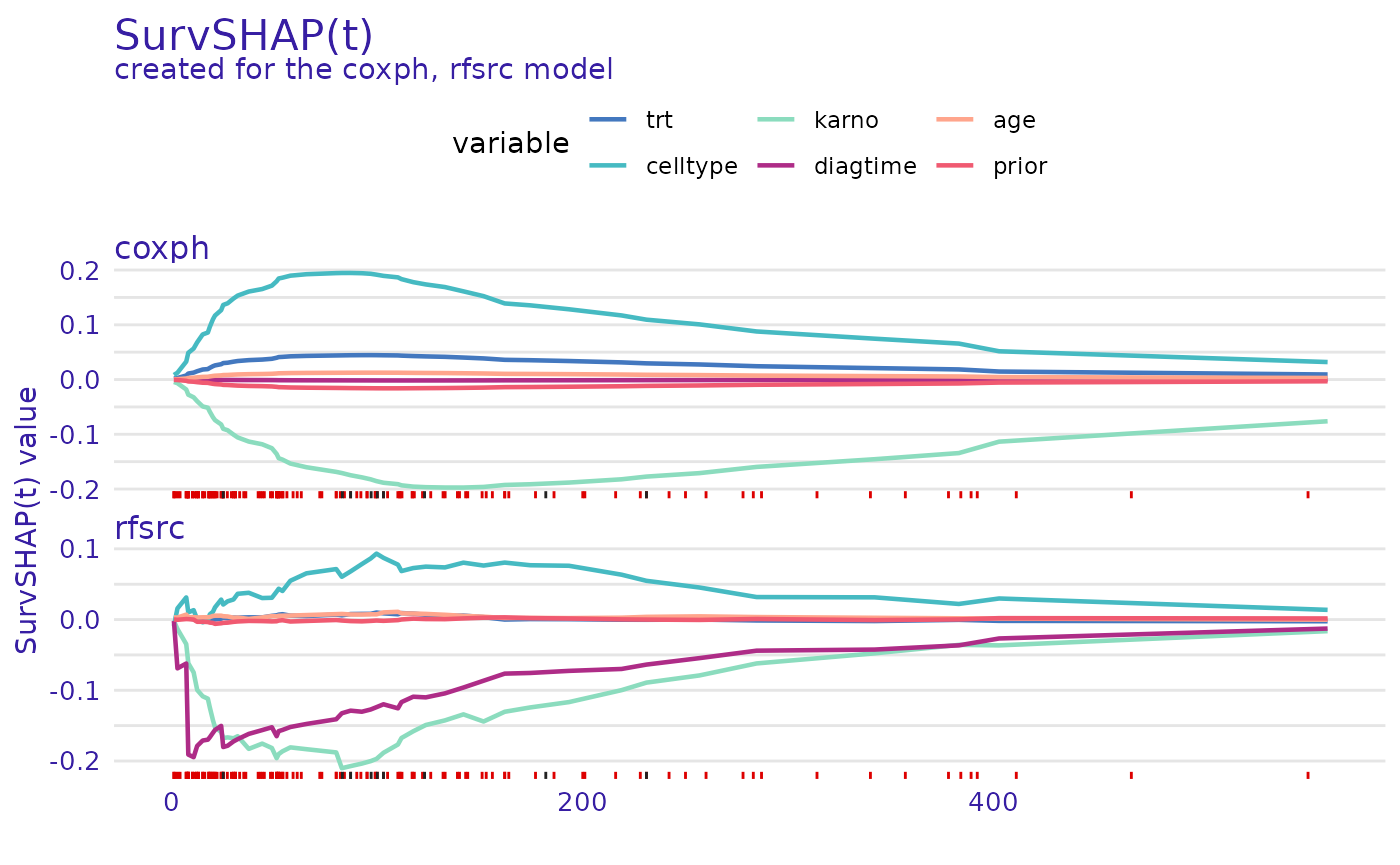 SurvSHAP(t)
created for the coxph, rfsrc model
variable
trt
karno
age
celltype
diagtime
prior
SurvSHAP(t) value
coxph
0.2
0.1
0.0
-0.1
-0.2
rfsrc
0.1
0.0
-0.1
-0.2
0
200
400